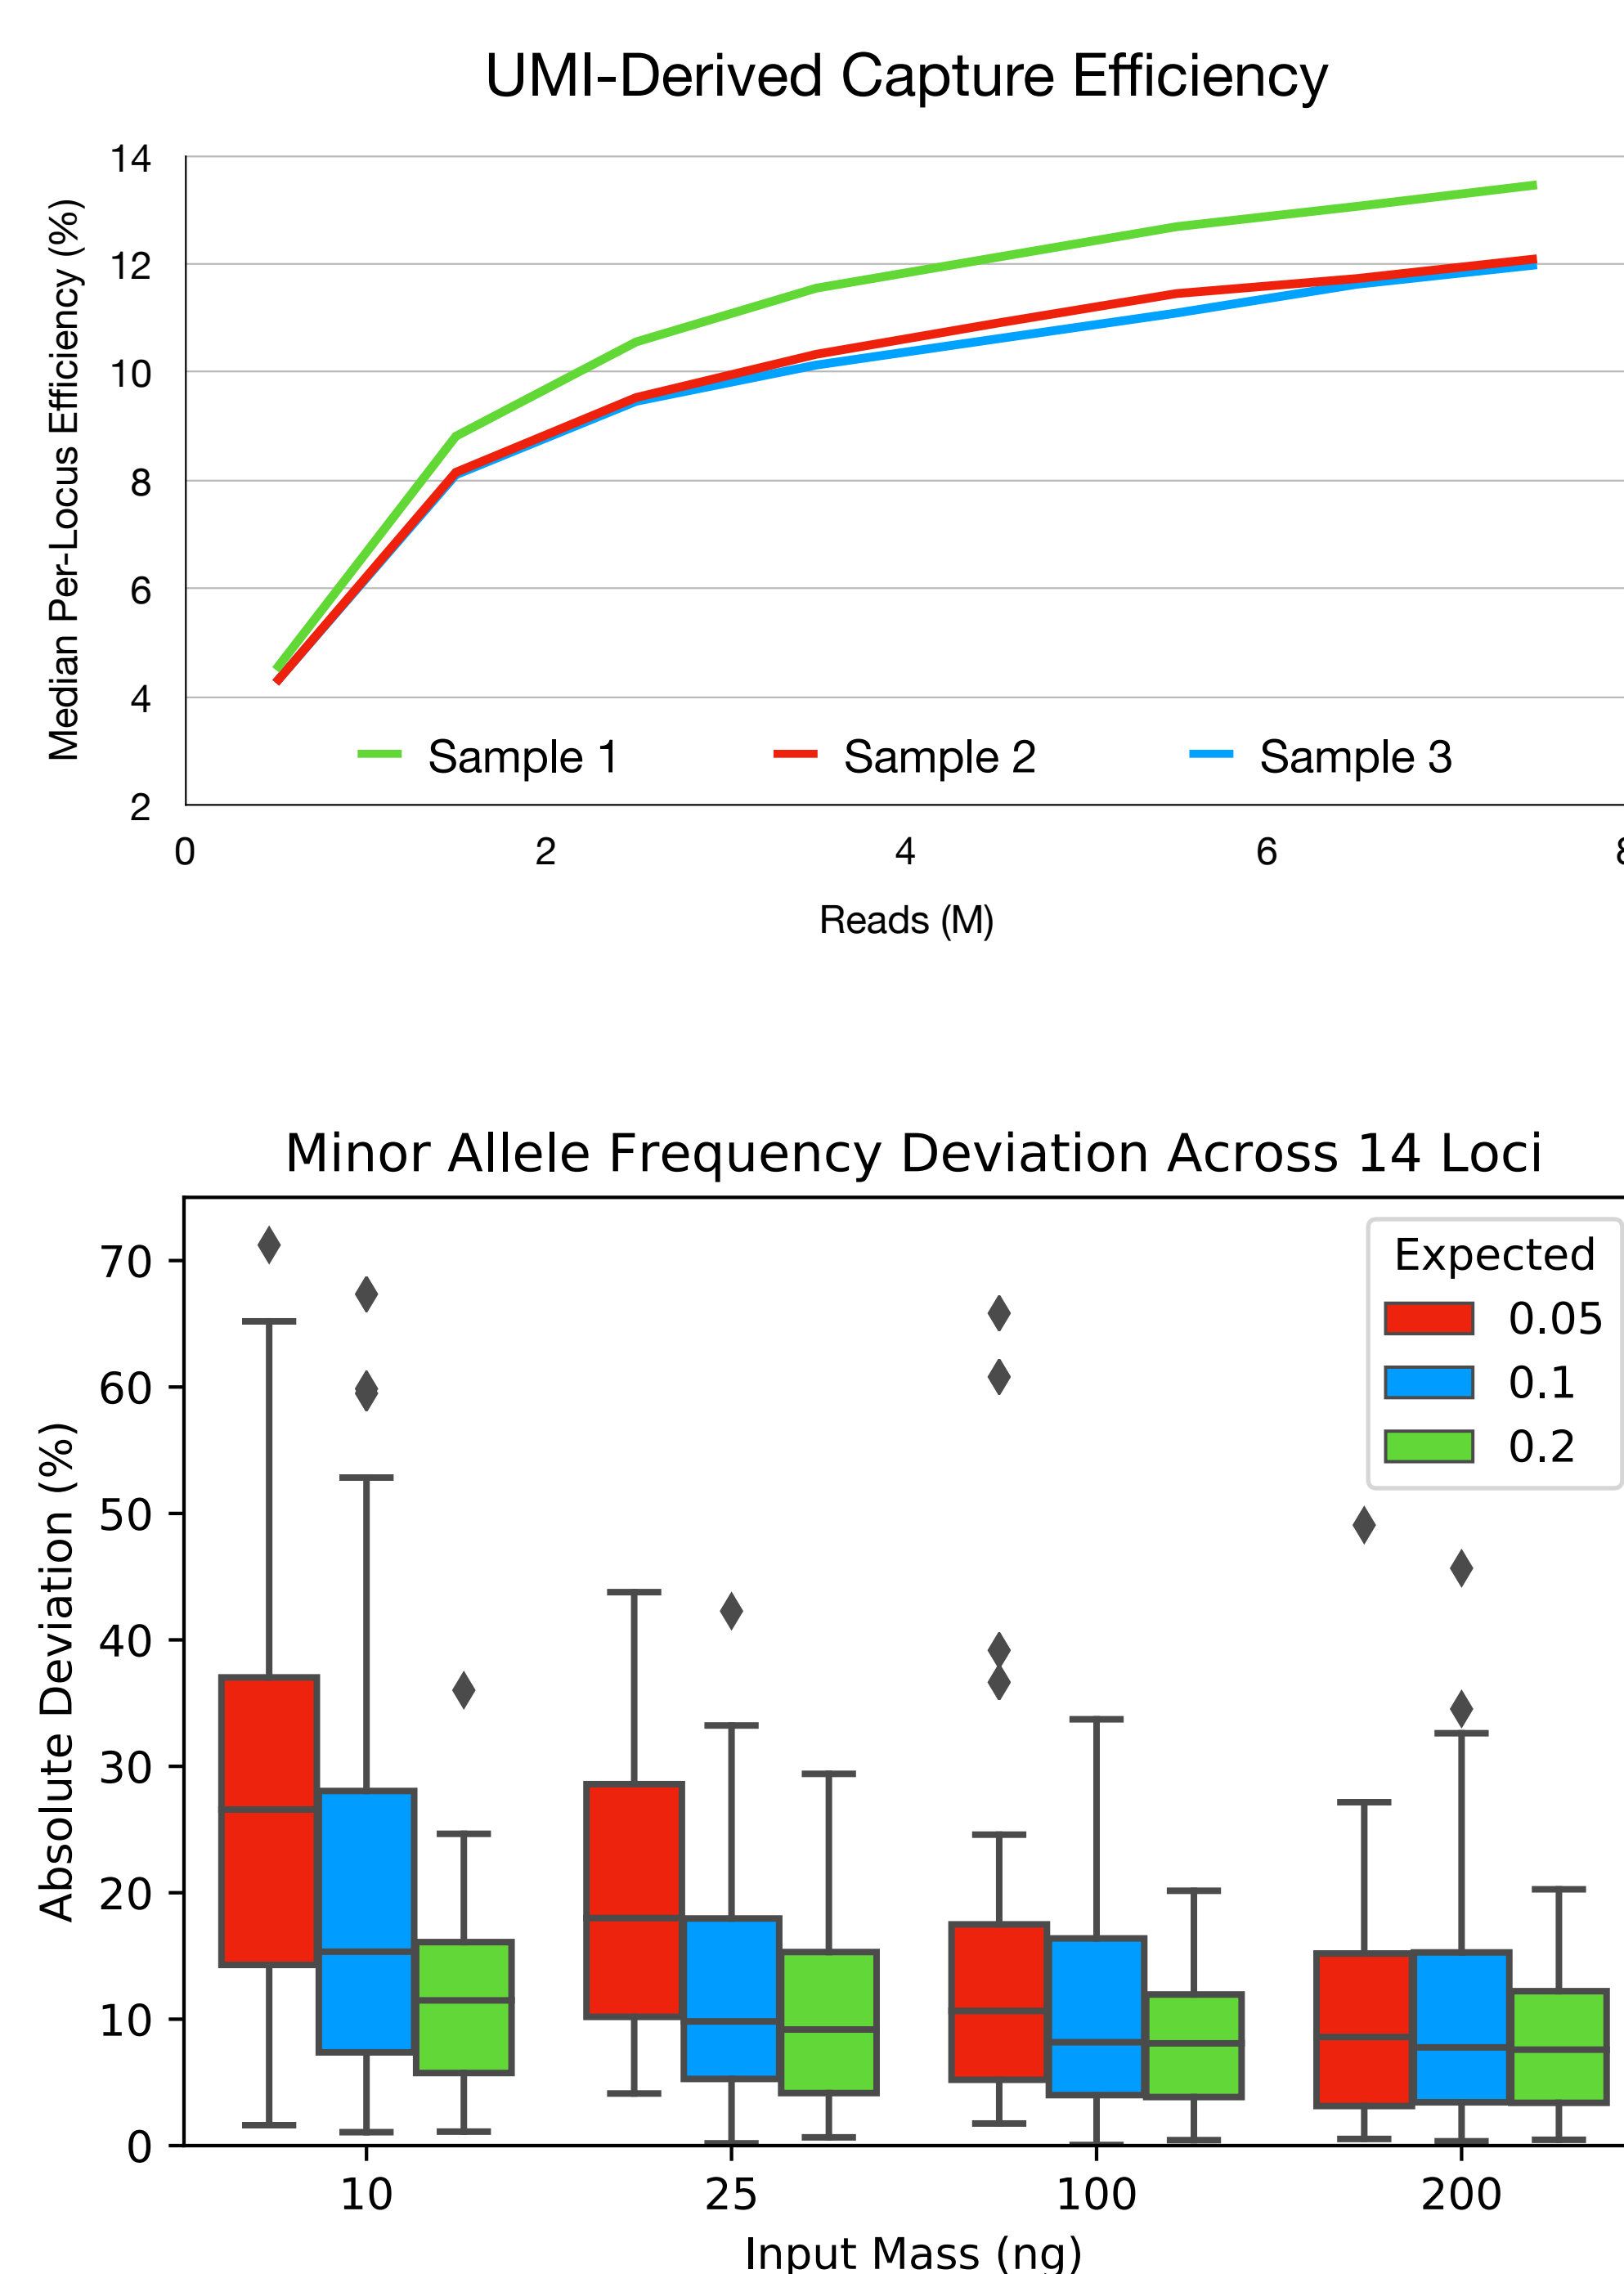 UMI-Derived Capture Efficiency
14
12
10
8
6
4
2
Median Per-Locus Efficiency (%)
Sample 1 Sample 2 Sample 3
0 2 4 6 8
Reads (M)
Minor Allele Frequency Deviation Across 14 Loci
70
60
50
40
30
20
10
0
Absolute Deviation (%)
Expected
0.05
0.1
0.2
10 25 100 200
Input Mass (ng)